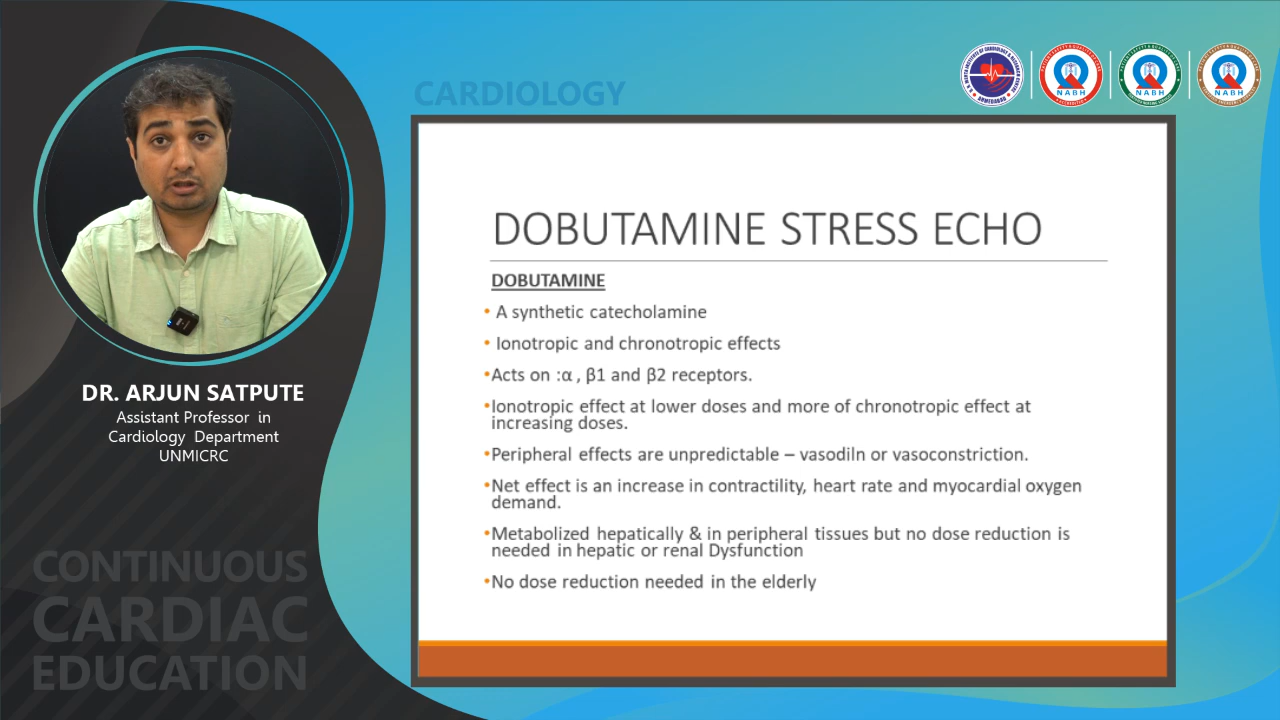 CARDIOLOGY
NABH
NABH
NABH
AHMEDABAD
DOBUTAMINE STRESS ECHO
DOBUTAMINE
• A synthetic catecholamine
• Ionotropic and chronotropic effects
•Acts on :α , β1 and β2 receptors.
•Ionotropic effect at lower doses and more of chronotropic effect at
increasing doses.
•Peripheral effects are unpredictable – vasodiln or vasoconstriction.
•Net effect is an increase in contractility, heart rate and myocardial oxygen
demand.
•Metabolized hepatically & in peripheral tissues but no dose reduction is
needed in hepatic or renal Dysfunction
•No dose reduction needed in the elderly
DR. ARJUN SATPUTE
Assistant Professor in
Cardiology Department
UNMICRC
CONTINUOUS
CARDIAC
EDUCATION